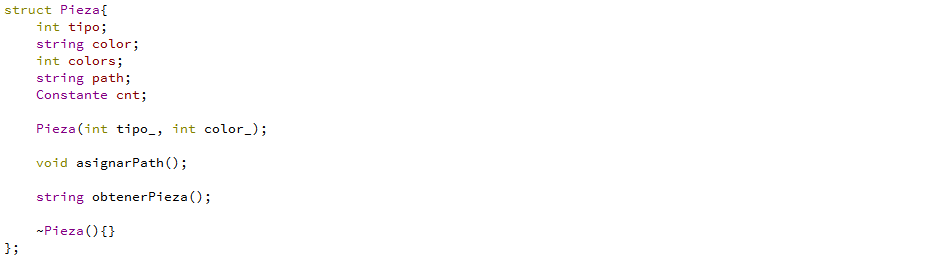 struct Pieza{
    int tipo;
    string color;
    int colors;
    string path;
    Constante cnt;

    Pieza(int tipo_, int color_);

    void asignarPath();

    string obtenerPieza();

    ~Pieza(){}
};